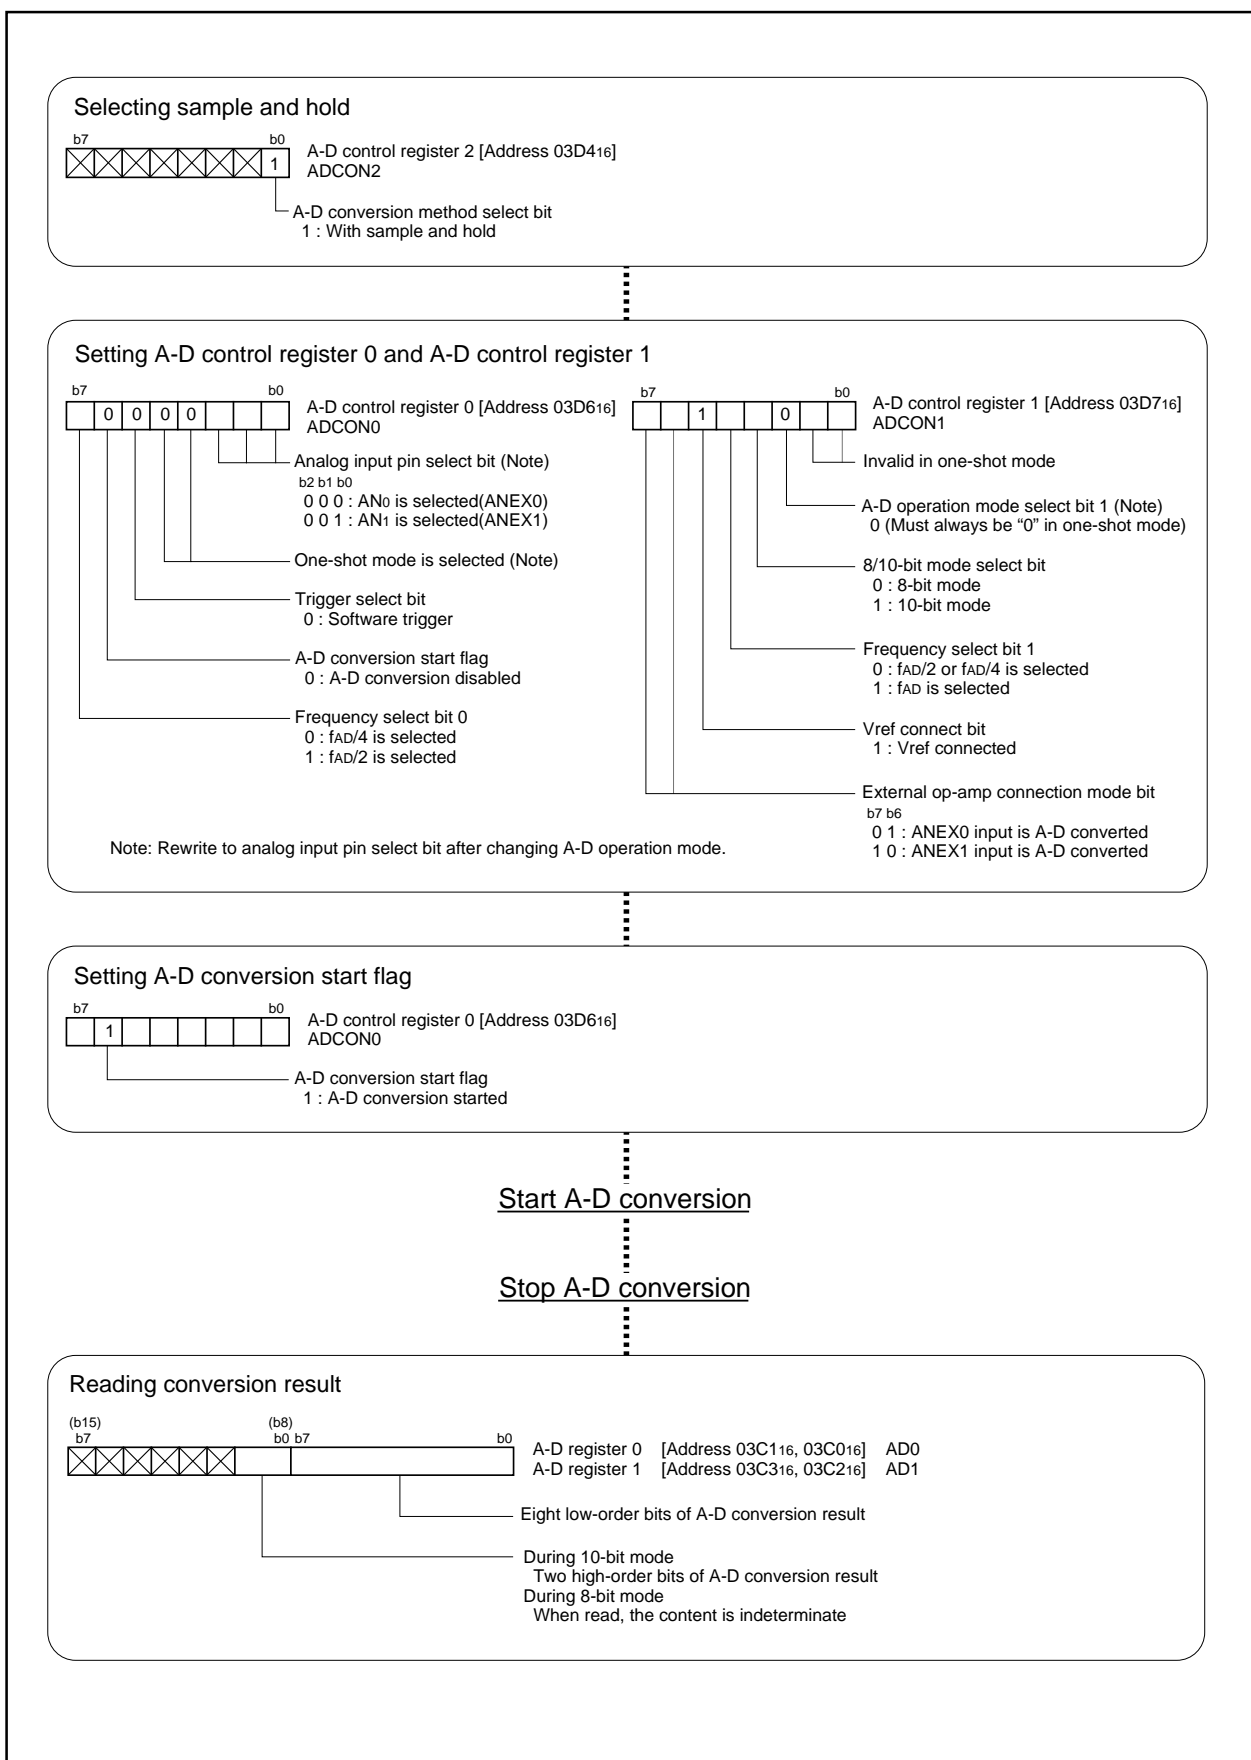 Selecting sample and hold
b7 b0
1
A-D control register 2 [Address 03D416]
ADCON2
A-D conversion method select bit
1 : With sample and hold
Setting A-D control register 0 and A-D control register 1
b7 b0
0 0 0 0
A-D control register 0 [Address 03D616]
ADCON0
Analog input pin select bit (Note)
b2 b1 b0
0 0 0 : AN0 is selected(ANEX0)
0 0 1 : AN1 is selected(ANEX1)
One-shot mode is selected (Note)
Trigger select bit
0 : Software trigger
A-D conversion start flag
0 : A-D conversion disabled
Frequency select bit 0
0 : fAD/4 is selected
1 : fAD/2 is selected
b7 b0
1 0
A-D control register 1 [Address 03D716]
ADCON1
Invalid in one-shot mode
A-D operation mode select bit 1 (Note)
0 (Must always be “0” in one-shot mode)
8/10-bit mode select bit
0 : 8-bit mode
1 : 10-bit mode
Frequency select bit 1
0 : fAD/2 or fAD/4 is selected
1 : fAD is selected
Vref connect bit
1 : Vref connected
External op-amp connection mode bit
b7 b6
0 1 : ANEX0 input is A-D converted
1 0 : ANEX1 input is A-D converted
Note: Rewrite to analog input pin select bit after changing A-D operation mode.
Setting A-D conversion start flag
b7 b0
1
A-D control register 0 [Address 03D616]
ADCON0
A-D conversion start flag
1 : A-D conversion started
Start A-D conversion
Stop A-D conversion
Reading conversion result
(b15) (b8)
b7 b0 b7 b0
A-D register 0 [Address 03C116, 03C016] AD0
A-D register 1 [Address 03C316, 03C216] AD1
Eight low-order bits of A-D conversion result
During 10-bit mode
Two high-order bits of A-D conversion result
During 8-bit mode
When read, the content is indeterminate